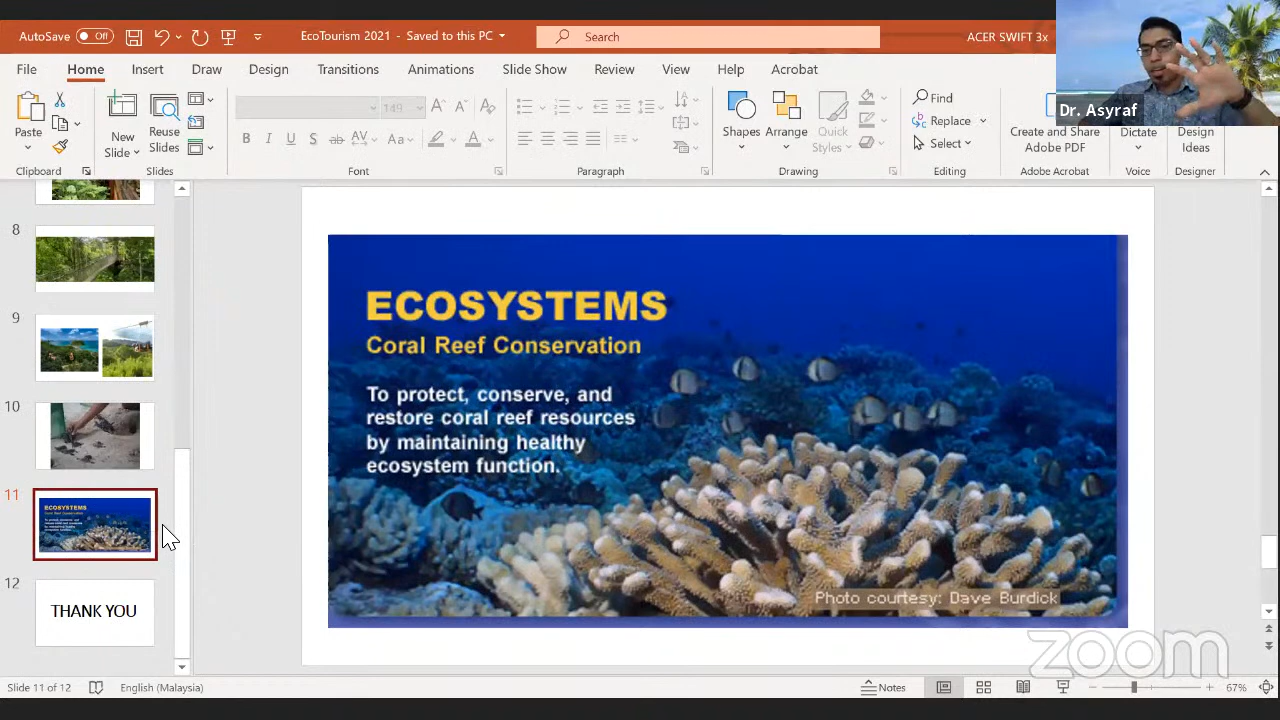 AutoSave Off EcoTourism 2021 - Saved to this PC Search ACER SWIFT 3x
File Home Insert Draw Design Transitions Animations Slide Show Review View Help Acrobat
Dr. Asyraf
149
Paste New Slides Reuse Slides Shapes Arrange Quick Styles Find Replace Select Create and Share Adobe PDF Dictate Design Ideas
Clipboard Slides Font Paragraph Drawing Editing Adobe Acrobat Voice Designer
8
9
10
11
12
THANK YOU
ECOSYSTEMS
Coral Reef Conservation
To protect, conserve, and
restore coral reef resources
by maintaining healthy
ecosystem function.
Photo courtesy: Dave Burdick
zoom
Slide 11 of 12 English (Malaysia) Notes 67%